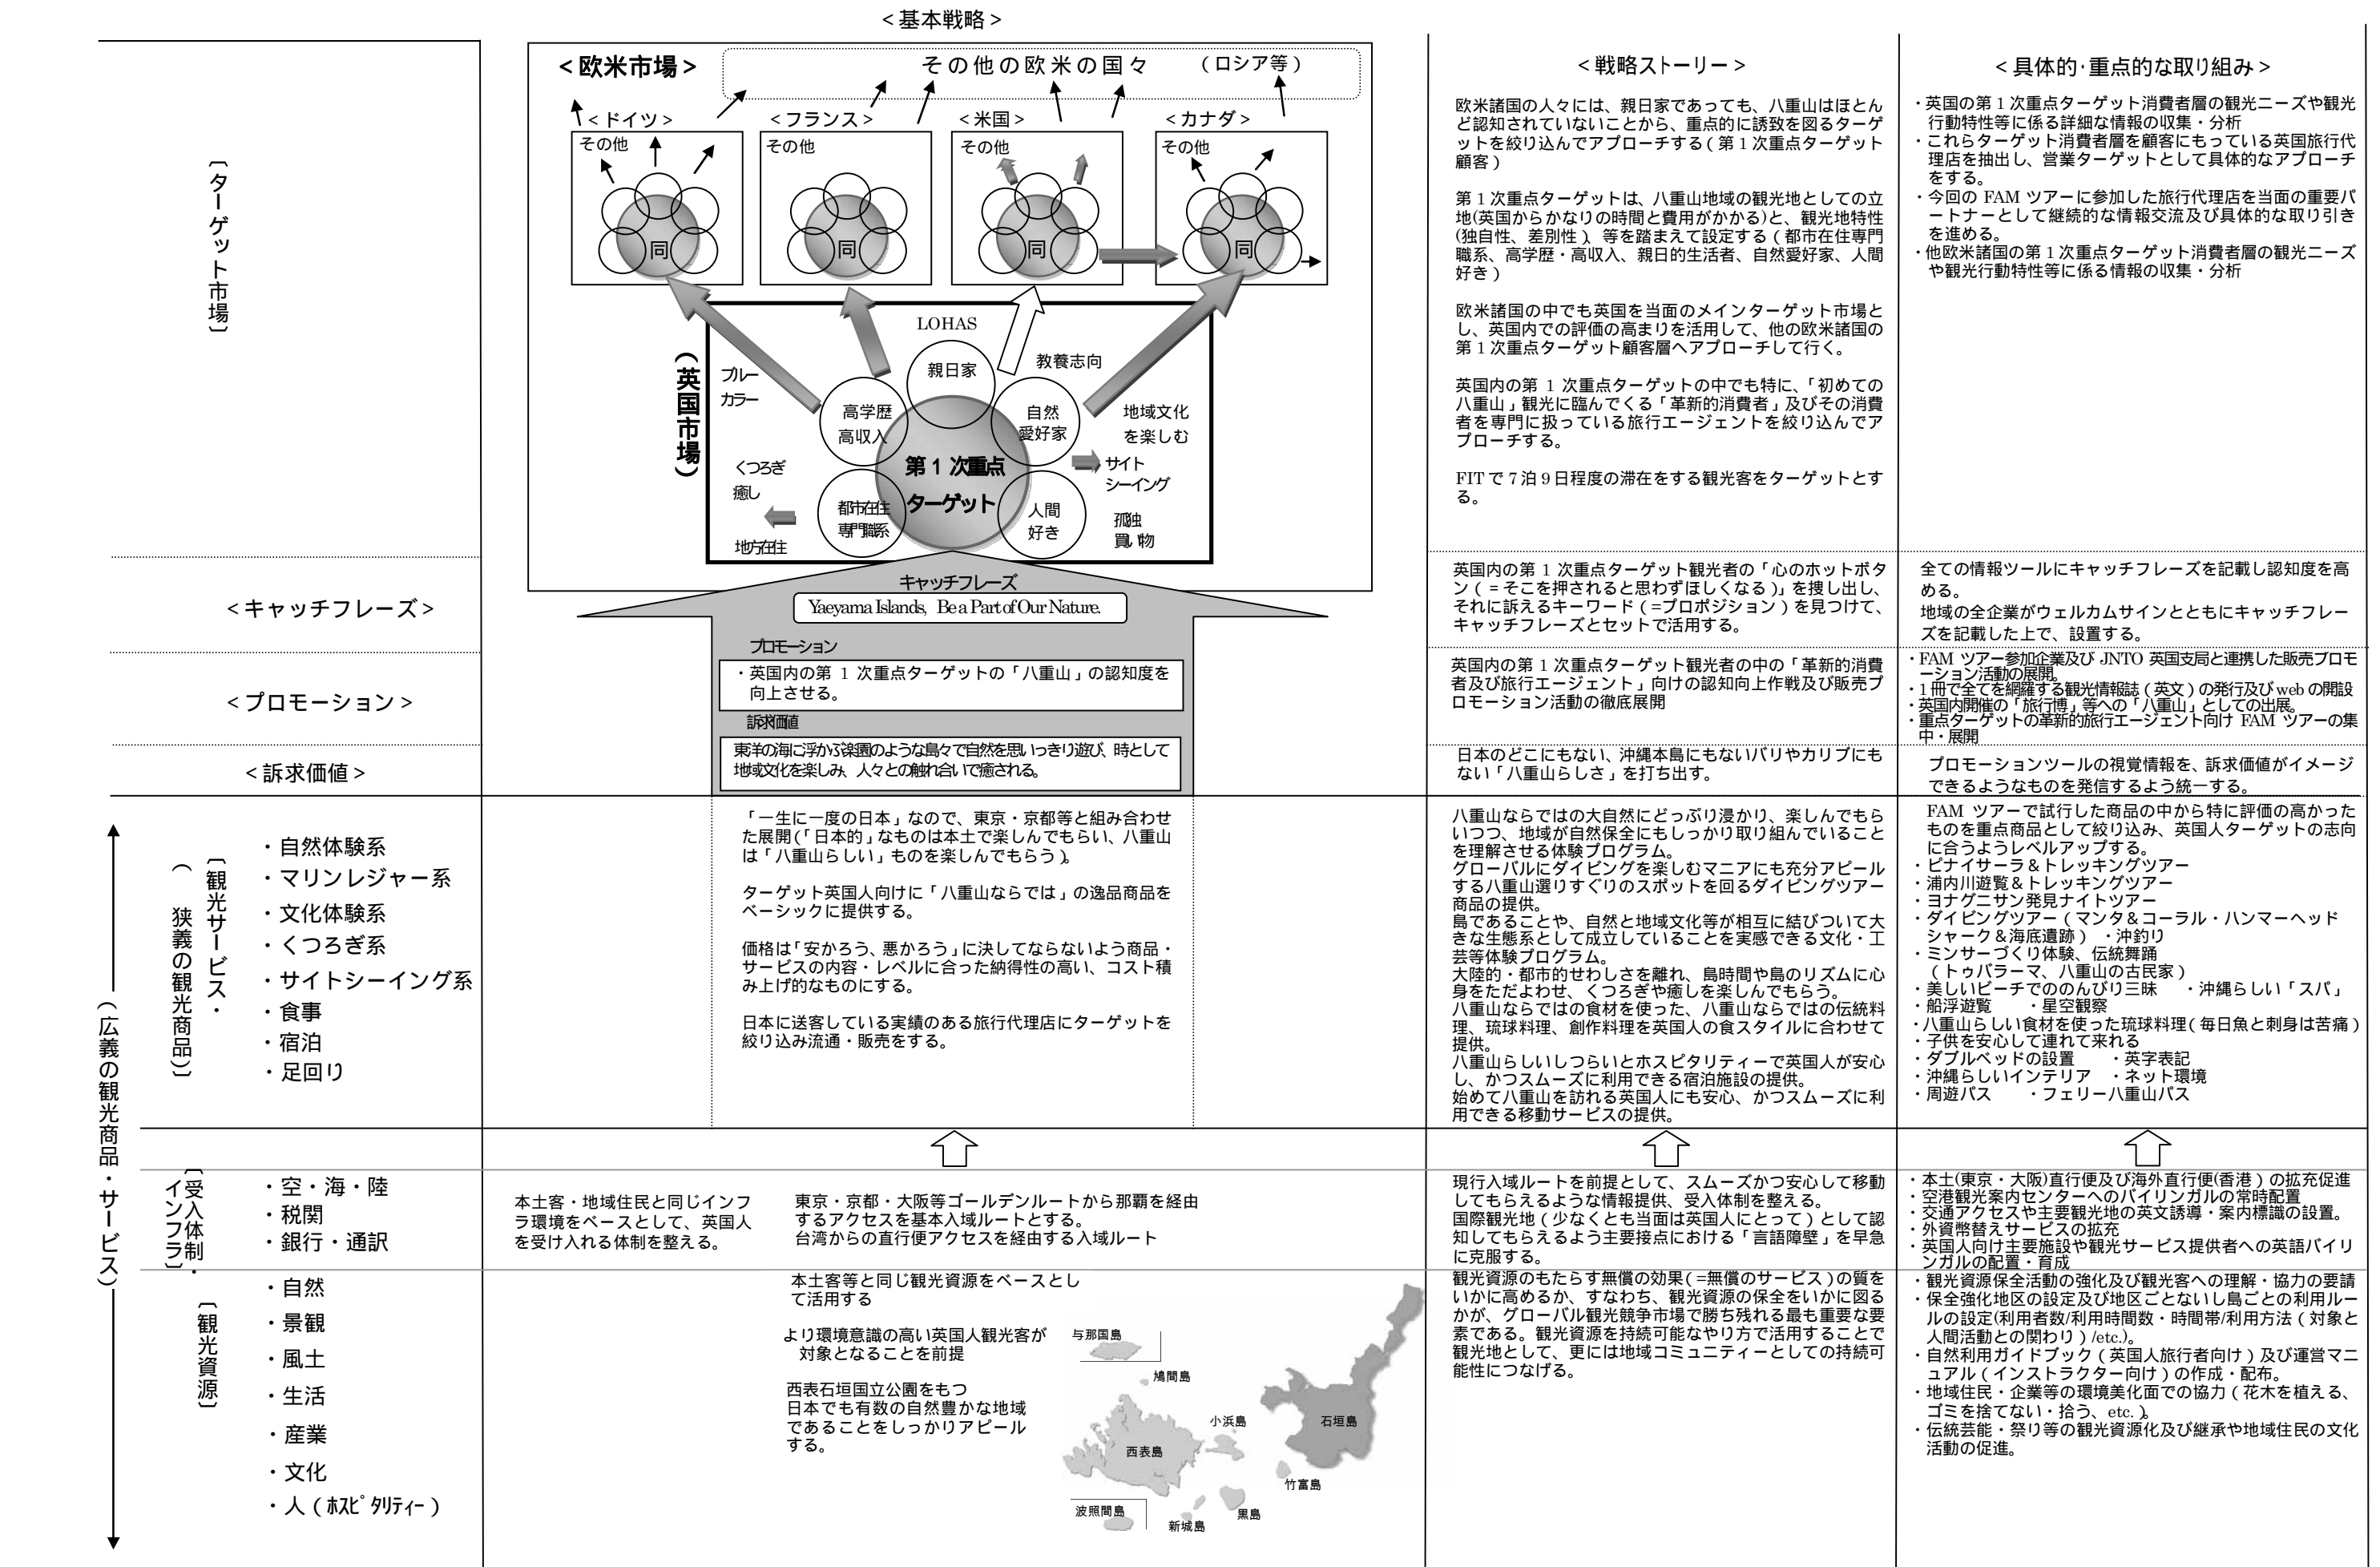 ＜基本戦略＞
＜欧米市場＞
その他の欧米の国々　（ロシア等）
＜ドイツ＞
＜フランス＞
＜米国＞
＜カナダ＞
その他
その他
その他
その他
同
同
同
同
（英国市場）
LOHAS
教養志向
ブルー
カラー
親日家
高学歴
高収入
自然
愛好家
地域文化
を楽しむ
第１次重点
ターゲット
くつろぎ
癒し
サイト
シーイング
都市在住
専門職系
人間
好き
孤独
買い物
地方在住
〔ターゲット市場〕
＜キャッチフレーズ＞
＜プロモーション＞
＜訴求価値＞
キャッチフレーズ
Yaeyama Islands, Be a Part of Our Nature.
プロモーション
・英国内の第 1 次重点ターゲットの「八重山」の認知度を
向上させる。
訴求価値
東洋の海に浮かぶ楽園のような島々で自然を思いっきり遊び、時として
地域文化を楽しみ、人々との触れ合いで癒される。
＜戦略ストーリー＞
欧米諸国の人々には、親日家であっても、八重山はほとん
ど認知されていないことから、重点的に誘致を図るターゲ
ットを絞り込んでアプローチする（第１次重点ターゲット
顧客）
第１次重点ターゲットは、八重山地域の観光地としての立
地(英国からかなりの時間と費用がかかる)と、観光地特性
(独自性、差別性）等を踏まえて設定する（都市在住専門
職系、高学歴・高収入、親日的生活者、自然愛好家、人間
好き）
欧米諸国の中でも英国を当面のメインターゲット市場と
し、英国内での評価の高まりを活用して、他の欧米諸国の
第１次重点ターゲット顧客層へアプローチして行く。
英国内の第 1 次重点ターゲットの中でも特に、「初めての
八重山」観光に臨んでくる「革新的消費者」及びその消費
者を専門に扱っている旅行エージェントを絞り込んでア
プローチする。
FIT で 7 泊 9 日程度の滞在をする観光客をターゲットとす
る。
英国内の第 1 次重点ターゲット観光者の「心のホットボタ
ン（＝そこを押されると思わずほしくなる）」を捜し出し、
それに訴えるキーワード（=プロポジション）を見つけて、
キャッチフレーズとセットで活用する。
英国内の第 1 次重点ターゲット観光者の中の「革新的消費
者及び旅行エージェント」向けの認知向上作戦及び販売プ
ロモーション活動の徹底展開
日本のどこにもない、沖縄本島にもないバリやカリブにも
ない「八重山らしさ」を打ち出す。
＜具体的･重点的な取り組み＞
・英国の第１次重点ターゲット消費者層の観光ニーズや観光
行動特性等に係る詳細な情報の収集・分析
・これらターゲット消費者層を顧客にもっている英国旅行代
理店を抽出し、営業ターゲットとして具体的なアプローチ
をする。
・今回の FAM ツアーに参加した旅行代理店を当面の重要パ
ートナーとして継続的な情報交流及び具体的な取り引き
を進める。
・他欧米諸国の第１次重点ターゲット消費者層の観光ニーズ
や観光行動特性等に係る情報の収集・分析
全ての情報ツールにキャッチフレーズを記載し認知度を高
める。
地域の全企業がウェルカムサインとともにキャッチフレー
ズを記載した上で、設置する。
・FAM ツアー参加企業及び JNTO 英国支局と連携した販売プロモ
ーション活動の展開。
・1 冊で全てを網羅する観光情報誌（英文）の発行及び web の開設
・英国内開催の「旅行博」等への「八重山」としての出展。
・重点ターゲットの革新的旅行エージェント向け FAM ツアーの集
中・展開
プロモーションツールの視覚情報を、訴求価値がイメージ
できるようなものを発信するよう統一する。
（広義の観光商品・サービス）
〔観光サービス・
（狭義の観光商品）〕
・自然体験系
・マリンレジャー系
・文化体験系
・くつろぎ系
・サイトシーイング系
・食事
・宿泊
・足回り
「一生に一度の日本」なので、東京・京都等と組み合わせ
た展開(「日本的」なものは本土で楽しんでもらい、八重山
は「八重山らしい」ものを楽しんでもらう）。
ターゲット英国人向けに「八重山ならでは」の逸品商品を
ベーシックに提供する。
価格は「安かろう、悪かろう」に決してならないよう商品・
サービスの内容・レベルに合った納得性の高い、コスト積
み上げ的なものにする。
日本に送客している実績のある旅行代理店にターゲットを
絞り込み流通・販売をする。
八重山ならではの大自然にどっぷり浸かり、楽しんでもら
いつつ、地域が自然保全にもしっかり取り組んでいること
を理解させる体験プログラム。
グローバルにダイビングを楽しむマニアにも充分アピール
する八重山選りすぐりのスポットを回るダイビングツアー
商品の提供。
島であることや、自然と地域文化等が相互に結びついて大
きな生態系として成立していることを実感できる文化・工
芸等体験プログラム。
大陸的・都市的せわしさを離れ、島時間や島のリズムに心
身をただよわせ、くつろぎや癒しを楽しんでもらう。
八重山ならではの食材を使った、八重山ならではの伝統料
理、琉球料理、創作料理を英国人の食スタイルに合わせて
提供。
八重山らしいしつらいとホスピタリティーで英国人が安心
し、かつスムーズに利用できる宿泊施設の提供。
始めて八重山を訪れる英国人にも安心、かつスムーズに利
用できる移動サービスの提供。
FAM ツアーで試行した商品の中から特に評価の高かった
ものを重点商品として絞り込み、英国人ターゲットの志向
に合うようレベルアップする。
・ピナイサーラ＆トレッキングツアー
・浦内川遊覧＆トレッキングツアー
・ヨナグニサン発見ナイトツアー
・ダイビングツアー（マンタ＆コーラル・ハンマーヘッド
シャーク＆海底遺跡）　・沖釣り
・ミンサーづくり体験、伝統舞踊
（トゥバラーマ、八重山の古民家）
・美しいビーチでののんびり三昧　・沖縄らしい「スパ」
・船浮遊覧　　・星空観察
・八重山らしい食材を使った琉球料理(毎日魚と刺身は苦痛）
・子供を安心して連れて来れる
・ダブルベッドの設置　　・英字表記
・沖縄らしいインテリア　・ネット環境
・周遊バス　　・フェリー八重山パス
〔受入体制・
インフラ〕
・空・海・陸
・税関
・銀行・通訳
本土客・地域住民と同じインフ
ラ環境をベースとして、英国人
を受け入れる体制を整える。
東京・京都・大阪等ゴールデンルートから那覇を経由
するアクセスを基本入域ルートとする。
台湾からの直行便アクセスを経由する入域ルート
現行入域ルートを前提として、スムーズかつ安心して移動
してもらえるような情報提供、受入体制を整える。
国際観光地（少なくとも当面は英国人にとって）として認
知してもらえるよう主要接点における「言語障壁」を早急
に克服する。
・本土(東京・大阪)直行便及び海外直行便(香港）の拡充促進
・空港観光案内センターへのバイリンガルの常時配置
・交通アクセスや主要観光地の英文誘導・案内標識の設置。
・外資幣替えサービスの拡充
・英国人向け主要施設や観光サービス提供者への英語バイリ
ンガルの配置・育成
〔観光資源〕
・自然
・景観
・風土
・生活
・産業
・文化
・人（ﾎｽﾋﾟﾀﾘﾃｨｰ）
本土客等と同じ観光資源をベースとし
て活用する
より環境意識の高い英国人観光客が
対象となることを前提
西表石垣国立公園をもつ
日本でも有数の自然豊かな地域
であることをしっかりアピール
する。
与那国島
鳩間島
小浜島
石垣島
西表島
竹富島
波照間島
黒島
新城島
観光資源のもたらす無償の効果(=無償のサービス)の質を
いかに高めるか、すなわち、観光資源の保全をいかに図る
かが、グローバル観光競争市場で勝ち残れる最も重要な要
素である。観光資源を持続可能なやり方で活用することで
観光地として、更には地域コミュニティーとしての持続可
能性につなげる。
・観光資源保全活動の強化及び観光客への理解・協力の要請
・保全強化地区の設定及び地区ごとないし島ごとの利用ルー
ルの設定(利用者数/利用時間数・時間帯/利用方法（対象と
人間活動との関わり）/etc.)。
・自然利用ガイドブック（英国人旅行者向け）及び運営マニ
ュアル（インストラクター向け）の作成・配布。
・地域住民・企業等の環境美化面での協力（花木を植える、
ゴミを捨てない・拾う、etc.）。
・伝統芸能・祭り等の観光資源化及び継承や地域住民の文化
活動の促進。